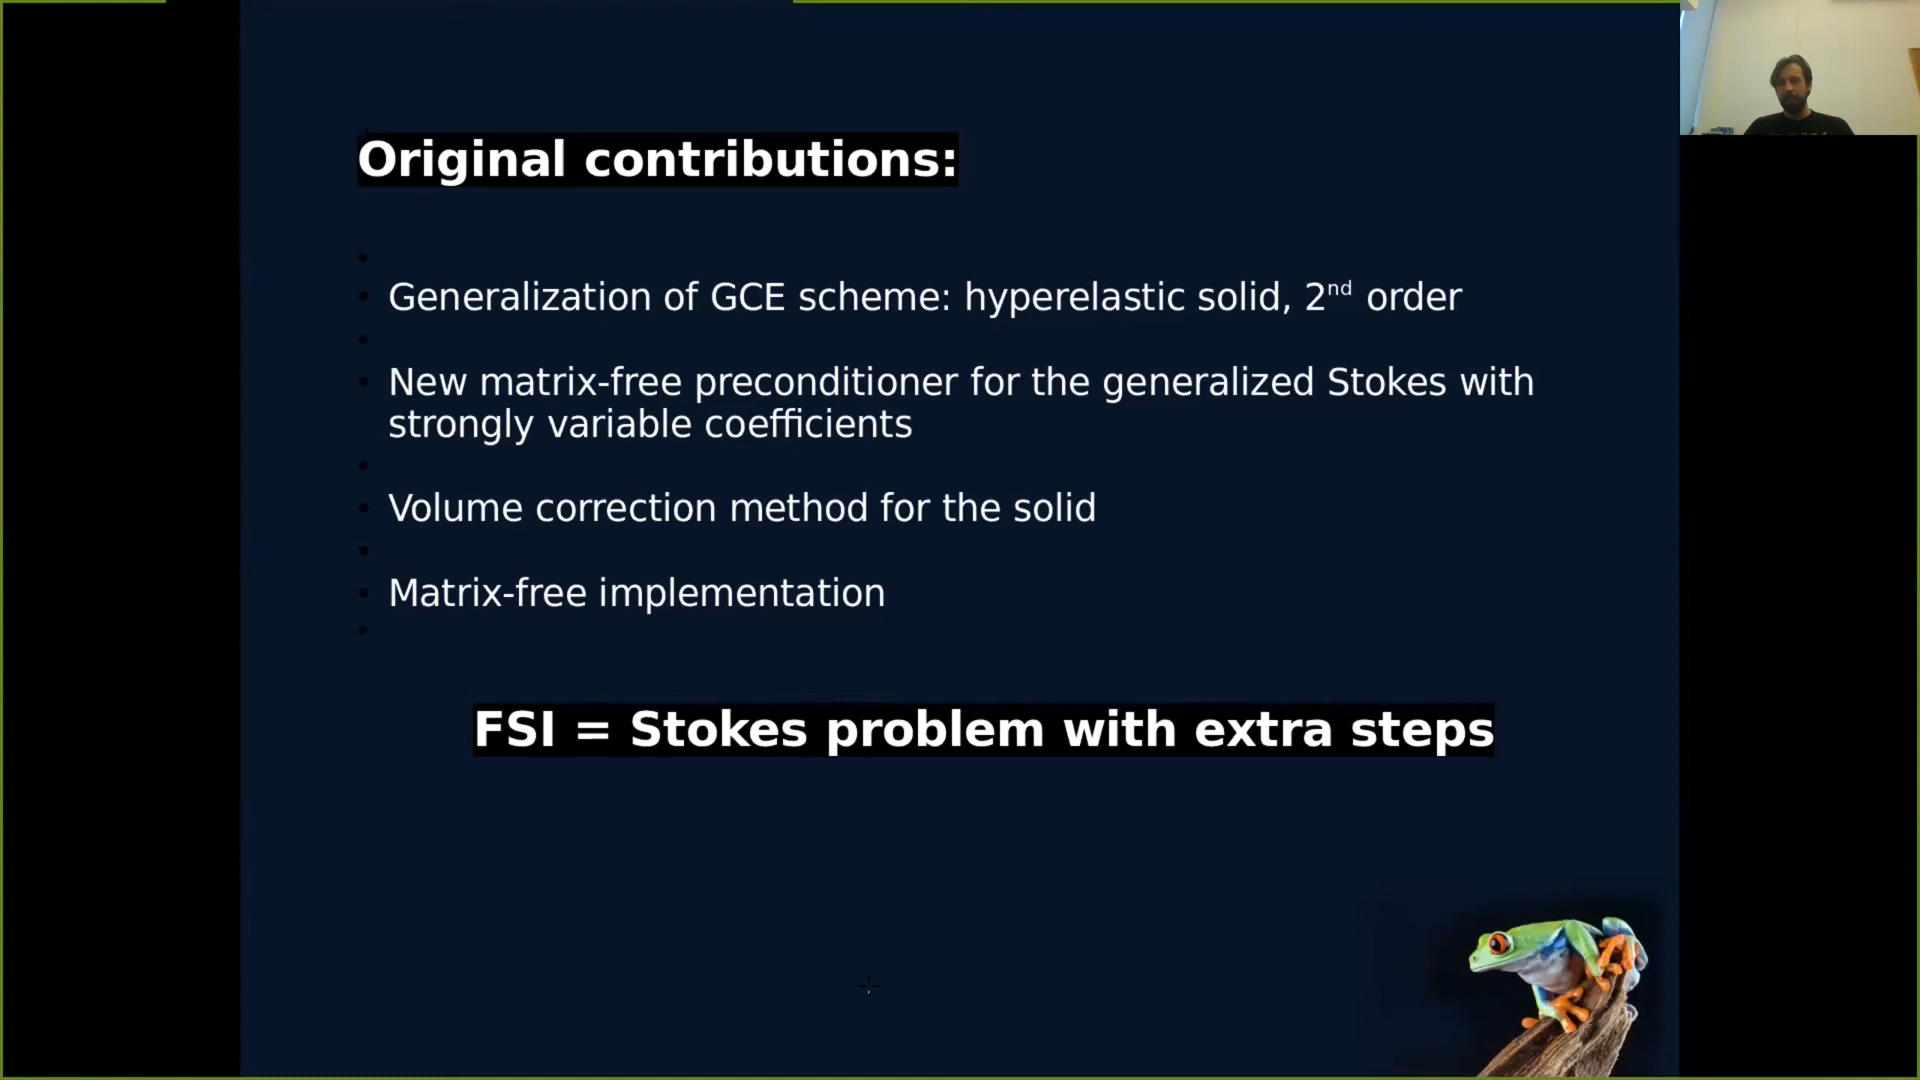 Original contributions:
Generalization of GCE scheme: hyperelastic solid, 2nd order
New matrix-free preconditioner for the generalized Stokes with
strongly variable coefficients
Volume correction method for the solid
Matrix-free implementation
FSI = Stokes problem with extra steps